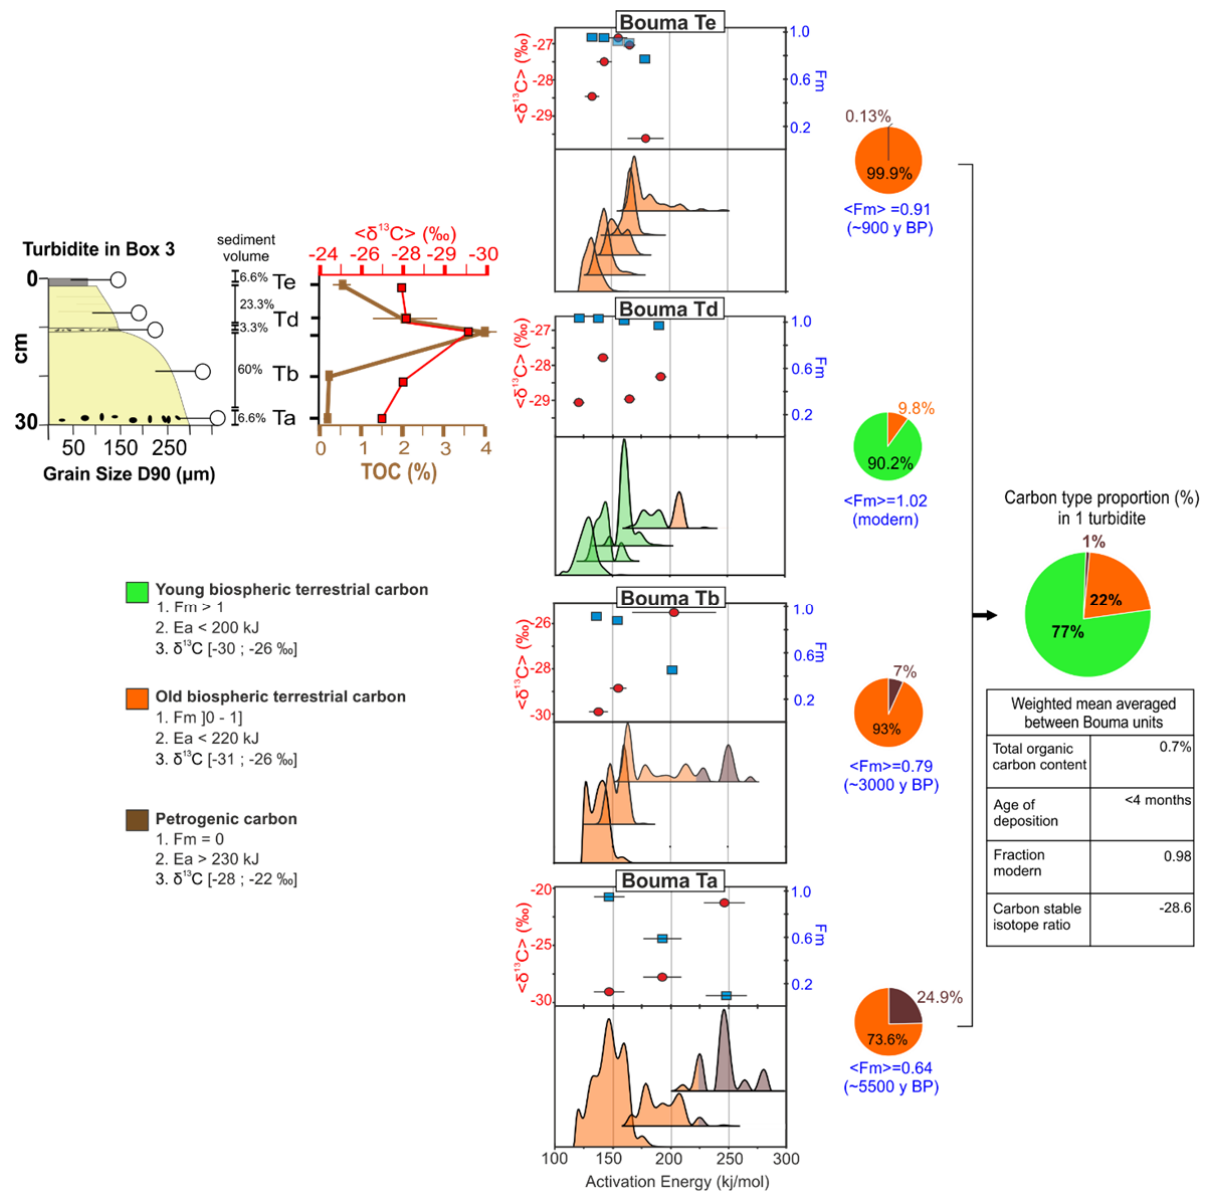 Turbidite in Box 3
sediment
volume
0
cm
30
50 150 250
Grain Size D90 (µm)
6.6%
23.3%
3.3%
60%
6.6%
Te
Td
Tb
Ta
<δ¹³C> (‰)
-24 -26 -28 -29 -30
0 1 2 3 4
TOC (%)
Young biospheric terrestrial carbon
1. Fm > 1
2. Ea < 200 kJ
3. δ¹³C [-30 ; -26 ‰]
Old biospheric terrestrial carbon
1. Fm ]0 - 1]
2. Ea < 220 kJ
3. δ¹³C [-31 ; -26 ‰]
Petrogenic carbon
1. Fm = 0
2. Ea > 230 kJ
3. δ¹³C [-28 ; -22 ‰]
Bouma Te
<δ¹³C> (‰)
-27
-28
-29
1.0
0.6
0.2
Fm
0.13%
99.9%
<Fm> =0.91
(~900 y BP)
Bouma Td
<δ¹³C> (‰)
-27
-28
-29
1.0
0.6
0.2
Fm
9.8%
90.2%
<Fm>=1.02
(modern)
Bouma Tb
<δ¹³C> (‰)
-26
-28
-30
1.0
0.6
0.2
Fm
7%
93%
<Fm>=0.79
(~3000 y BP)
Bouma Ta
<δ¹³C> (‰)
-20
-25
-30
1.0
0.6
0.2
Fm
24.9%
73.6%
<Fm>=0.64
(~5500 y BP)
100 150 200 250 300
Activation Energy (kj/mol)
Carbon type proportion (%)
in 1 turbidite
1%
22%
77%
Weighted mean averaged
between Bouma units
Total organic
carbon content
0.7%
Age of
deposition
<4 months
Fraction
modern
0.98
Carbon stable
isotope ratio
-28.6